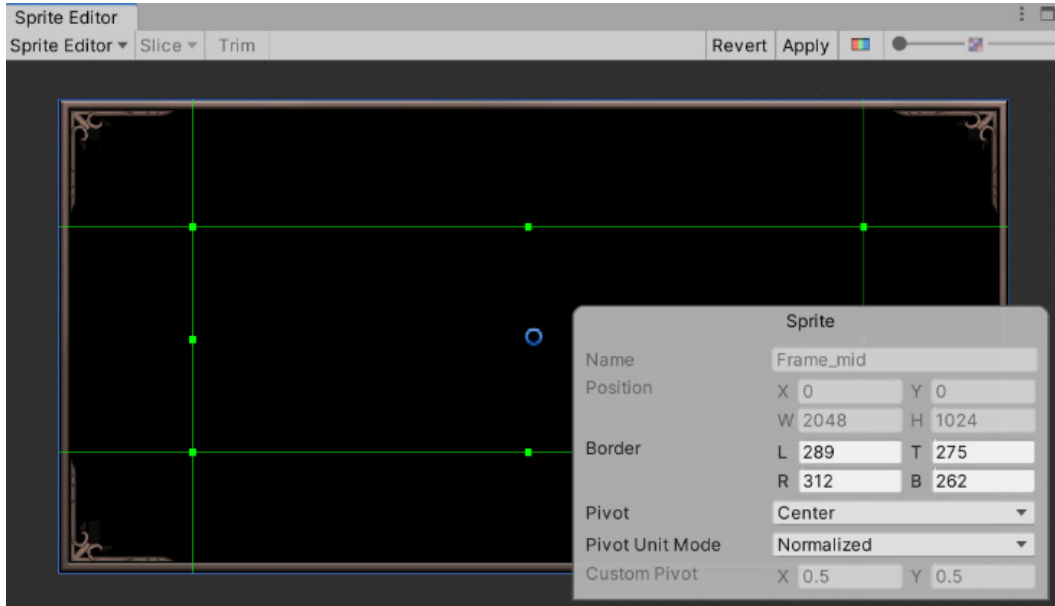 Sprite Editor
Sprite Editor Slice Trim Revert Apply
Sprite
Name Frame_mid
Position X 0 Y 0
W 2048 H 1024
Border L 289 T 275
R 312 B 262
Pivot Center
Pivot Unit Mode Normalized
Custom Pivot X 0.5 Y 0.5